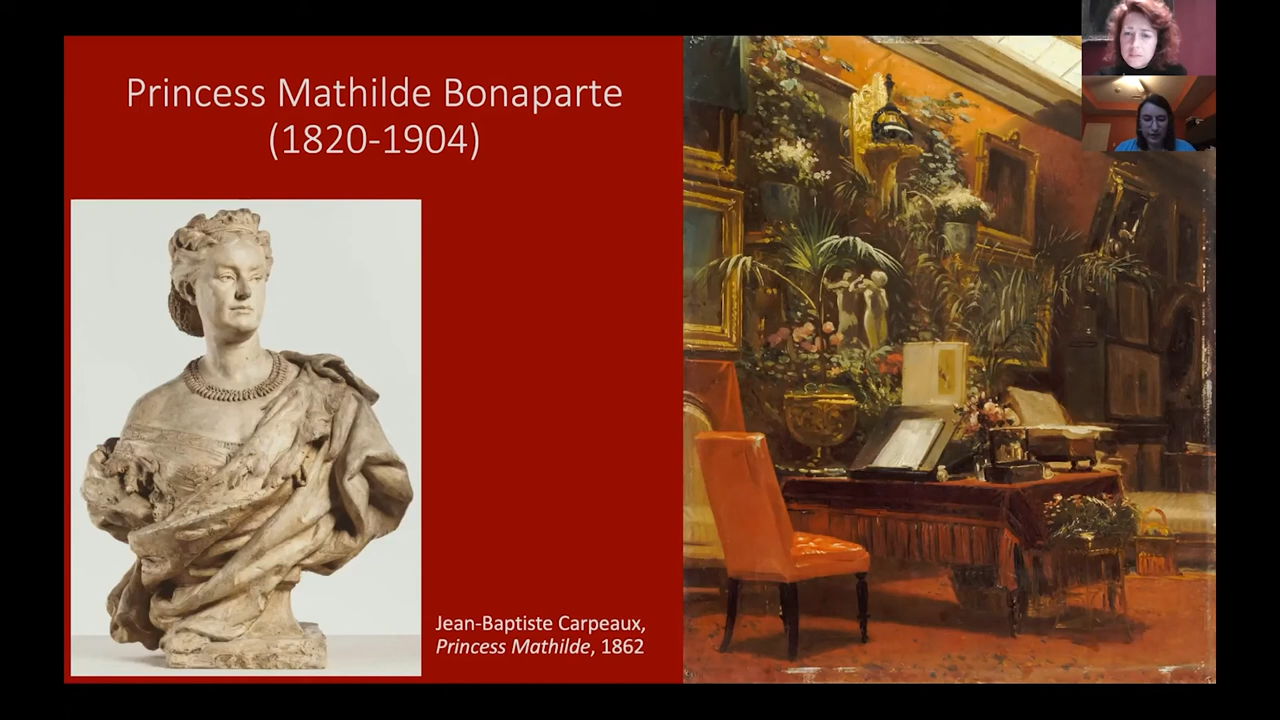 Princess Mathilde Bonaparte
(1820-1904)
Jean-Baptiste Carpeaux,
Princess Mathilde, 1862